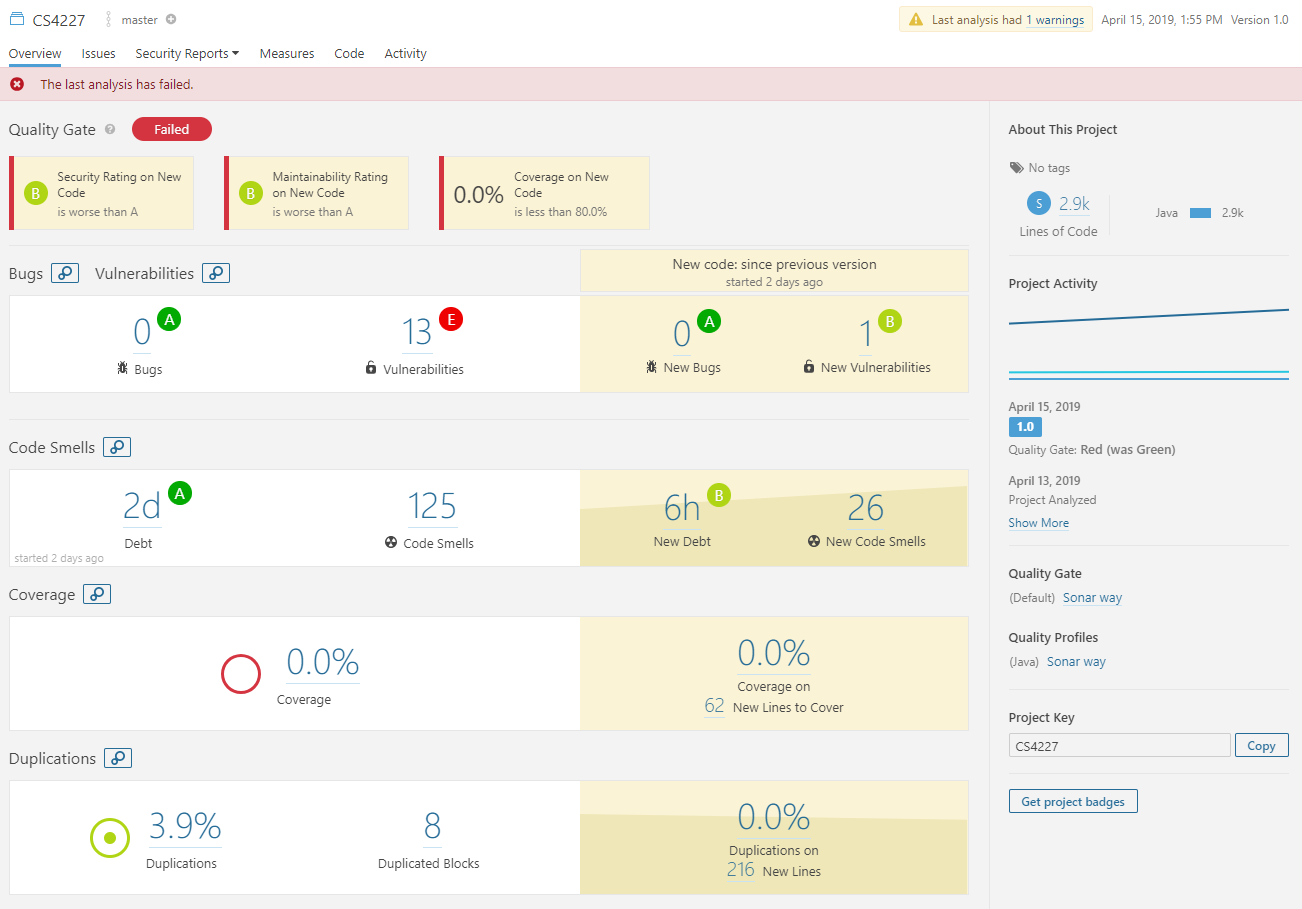 CS4227 master
Last analysis had 1 warnings April 15, 2019, 1:55 PM Version 1.0
Overview Issues Security Reports Measures Code Activity
The last analysis has failed.
Quality Gate Failed
B Security Rating on New
Code
is worse than A
B Maintainability Rating
on New Code
is worse than A
0.0% Coverage on New
Code
is less than 80.0%
Bugs Vulnerabilities
New code: since previous version
started 2 days ago
0 A
Bugs
13 E
Vulnerabilities
0 A
New Bugs
1 B
New Vulnerabilities
Code Smells
2d A
Debt
125
Code Smells
started 2 days ago
6h B
New Debt
26
New Code Smells
Coverage
0.0%
Coverage
0.0%
Coverage on
62 New Lines to Cover
Duplications
3.9%
Duplications
8
Duplicated Blocks
0.0%
Duplications on
216 New Lines
About This Project
No tags
S 2.9k
Lines of Code
Java 2.9k
Project Activity
April 15, 2019
1.0
Quality Gate: Red (was Green)
April 13, 2019
Project Analyzed
Show More
Quality Gate
(Default) Sonar way
Quality Profiles
(Java) Sonar way
Project Key
CS4227 Copy
Get project badges